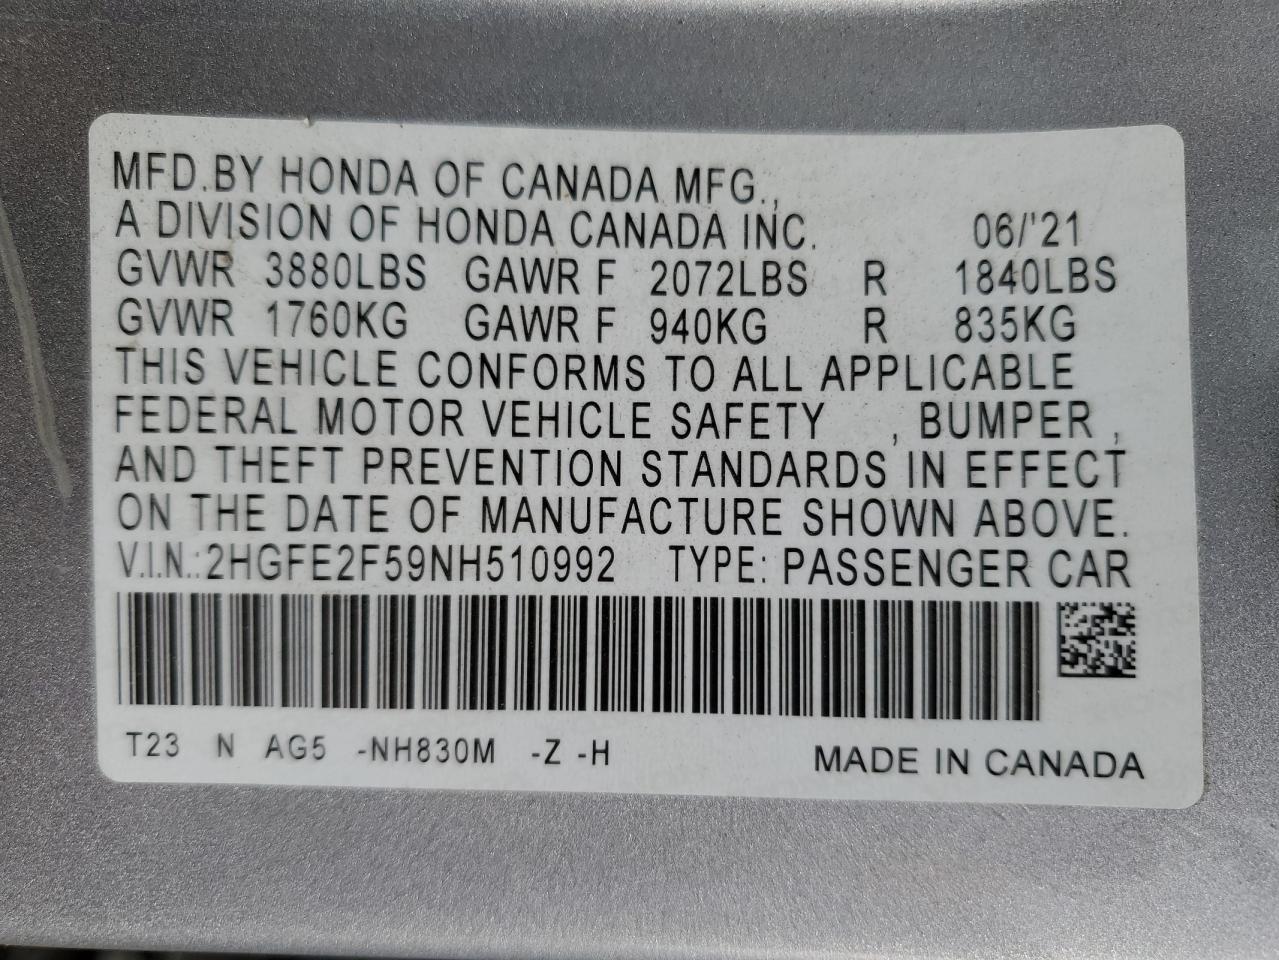 MFD.BY HONDA OF CANADA MFG.,
A DIVISION OF HONDA CANADA INC. 06/'21
GVWR 3880LBS GAWR F 2072LBS R 1840LBS
GVWR 1760KG GAWR F 940KG R 835KG
THIS VEHICLE CONFORMS TO ALL APPLICABLE
FEDERAL MOTOR VEHICLE SAFETY , BUMPER ,
AND THEFT PREVENTION STANDARDS IN EFFECT
ON THE DATE OF MANUFACTURE SHOWN ABOVE.
V.I.N.:2HGFE2F59NH510992 TYPE: PASSENGER CAR
T23 N AG5 -NH830M -Z -H MADE IN CANADA